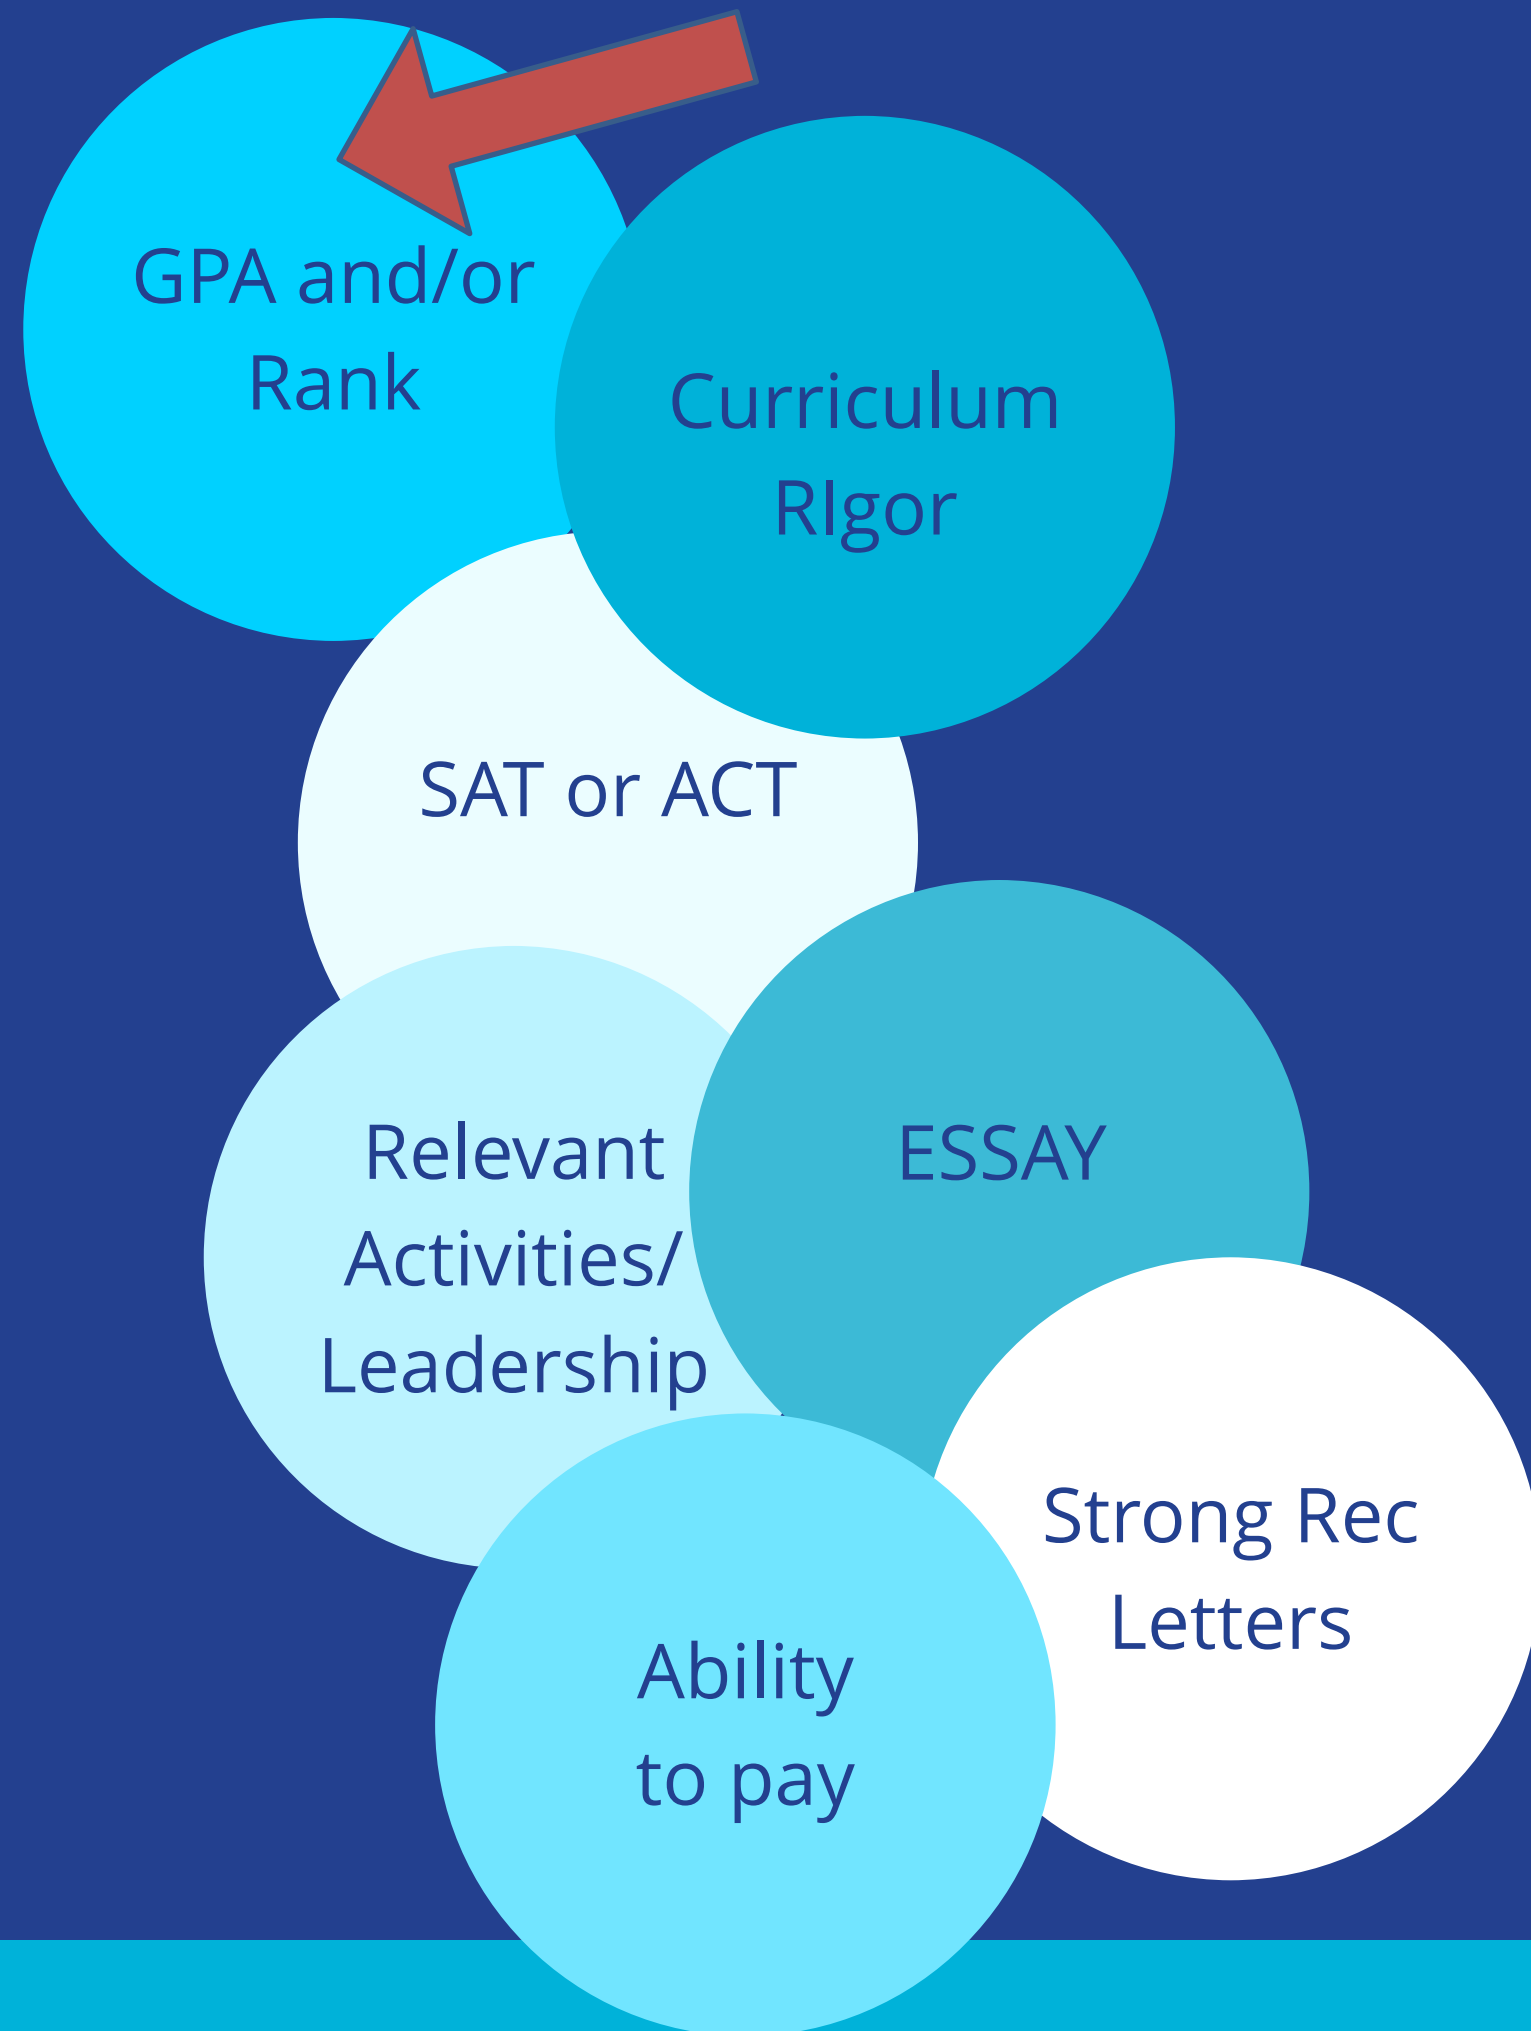 GPA and/or
Rank
Curriculum
RIgor
SAT or ACT
Relevant
Activities/
Leadership
ESSAY
Strong Rec
Letters
Ability
to pay